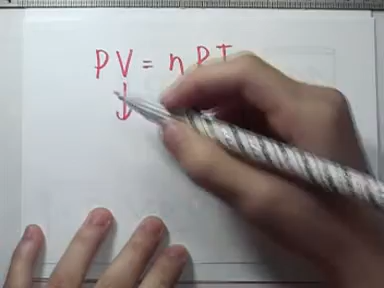 PV = nRT
↓